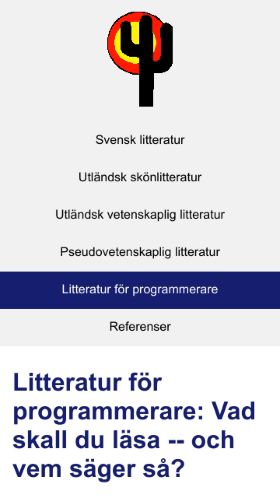 Svensk litteratur
Utländsk skönlitteratur
Utländsk vetenskaplig litteratur
Pseudovetenskaplig litteratur
Litteratur för programmerare
Referenser
Litteratur för
programmerare: Vad
skall du läsa -- och
vem säger så?